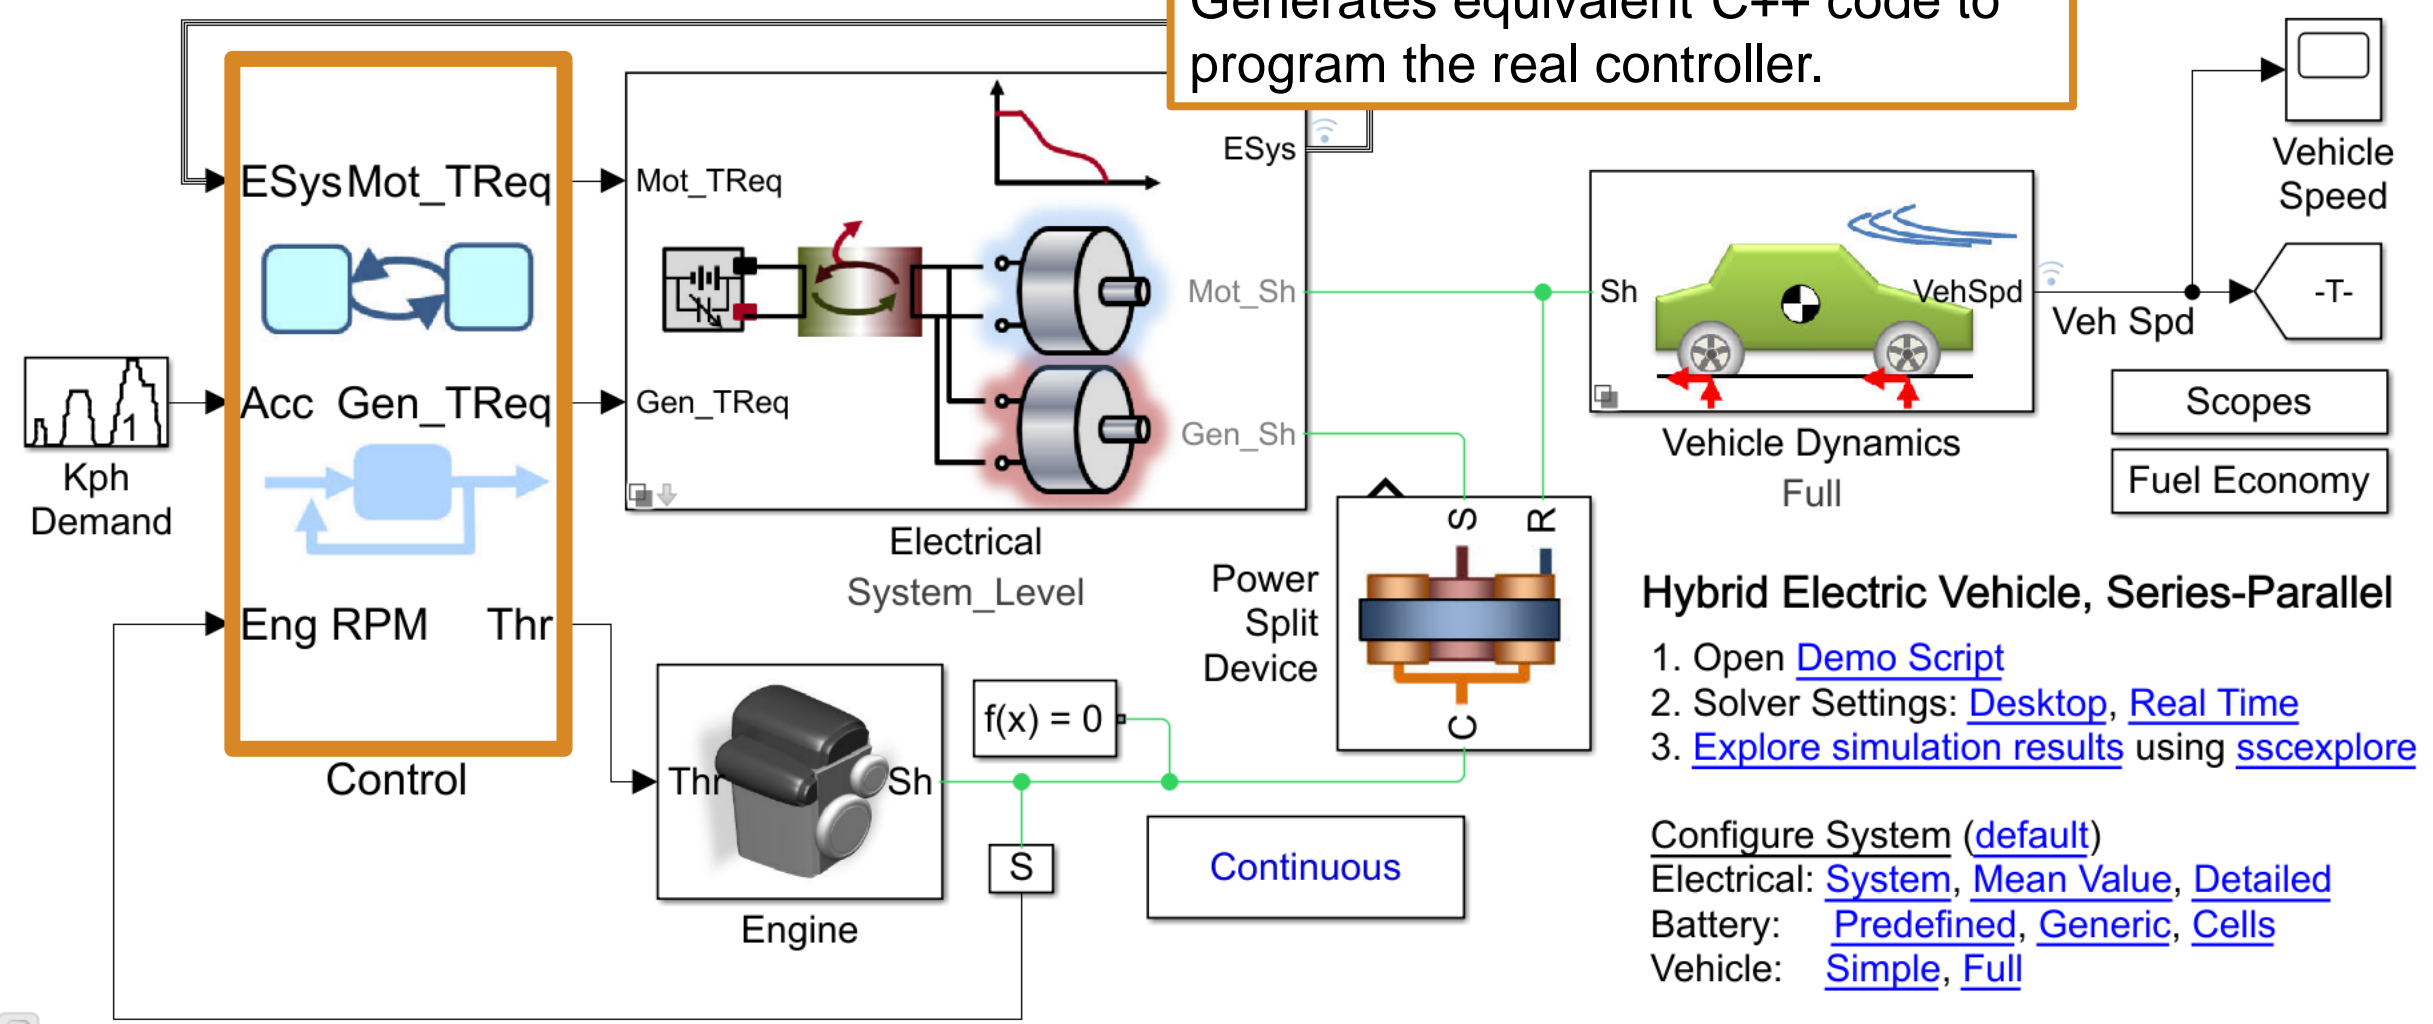 Generates equivalent C++ code to
program the real controller.
ESys Mot_TReq
Acc Gen_TReq
Eng RPM Thr
Control
Kph
Demand
1
Mot_TReq
Gen_TReq
ESys
Mot_Sh
Gen_Sh
Electrical
System_Level
Sh
VehSpd
Vehicle Dynamics
Full
Veh Spd
Vehicle
Speed
-T-
Scopes
Fuel Economy
Power
Split
Device
S
R
C
Thr
Sh
Engine
f(x) = 0
S
Continuous
Hybrid Electric Vehicle, Series-Parallel
1. Open Demo Script
2. Solver Settings: Desktop, Real Time
3. Explore simulation results using sscexplore
Configure System (default)
Electrical: System, Mean Value, Detailed
Battery: Predefined, Generic, Cells
Vehicle: Simple, Full